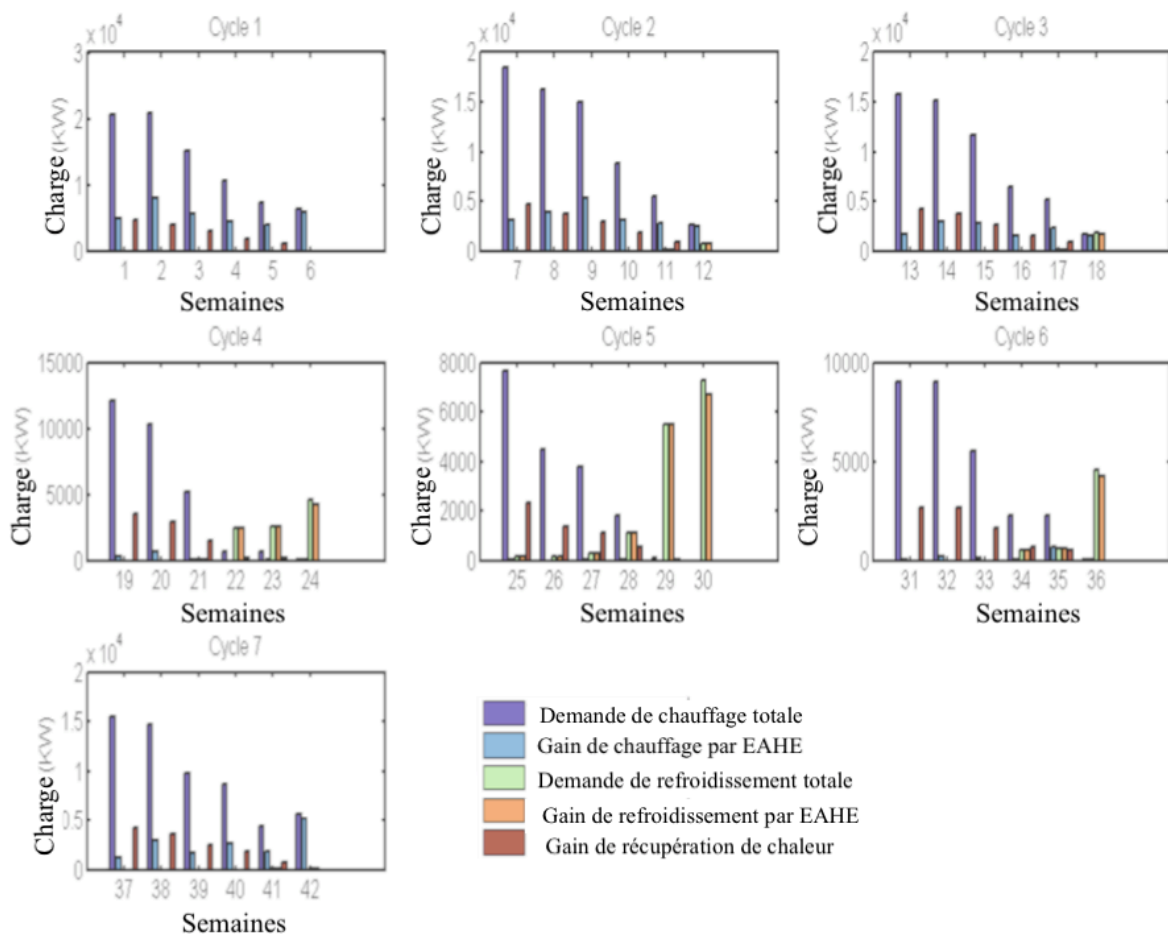 Cycle 1
Cycle 2
Cycle 3
x 10^4
x 10^4
x 10^4
3
2
1
0
2
1.5
1
0.5
0
2
1.5
1
0.5
0
Charge (KW)
Charge (KW)
Charge (KW)
1 2 3 4 5 6
7 8 9 10 11 12
13 14 15 16 17 18
Semaines
Semaines
Semaines
Cycle 4
Cycle 5
Cycle 6
15000
10000
5000
0
8000
6000
4000
2000
0
10000
5000
0
Charge (KW)
Charge (KW)
Charge (KW)
19 20 21 22 23 24
25 26 27 28 29 30
31 32 33 34 35 36
Semaines
Semaines
Semaines
Cycle 7
x 10^4
2
1.5
1
0.5
0
Charge (KW)
37 38 39 40 41 42
Semaines
Demande de chauffage totale
Gain de chauffage par EAHE
Demande de refroidissement totale
Gain de refroidissement par EAHE
Gain de récupération de chaleur